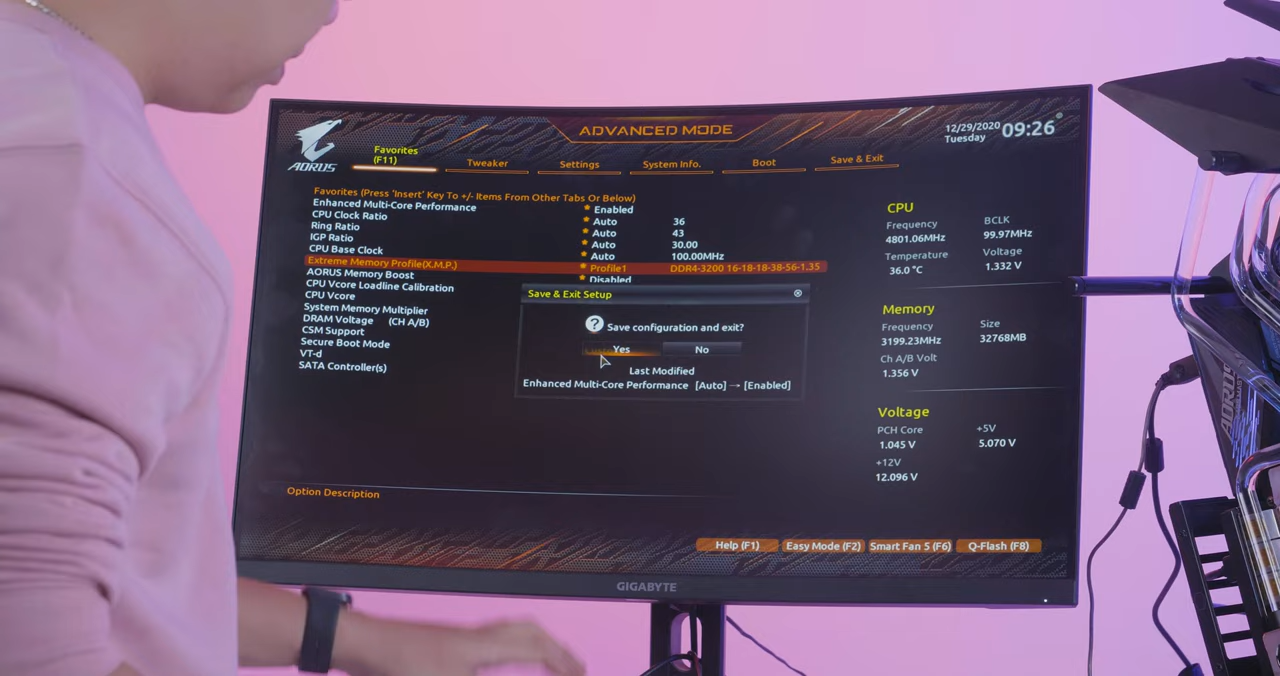 AORUS
ADVANCED MODE
12/29/2020
Tuesday
09:26
Favorites
(F11)
Tweaker
Settings
System Info.
Boot
Save & Exit
Favorites (Press 'Insert' Key To +/- Items From Other Tabs Or Below)
Enhanced Multi-Core Performance
Enabled
CPU Clock Ratio
Auto 36
Ring Ratio
Auto 43
IGP Ratio
Auto 30.00
CPU Base Clock
Auto 100.00MHz
Extreme Memory Profile(X.M.P.)
Profile1 DDR4-3200 16-18-18-38-56-1.35
AORUS Memory Boost
Disabled
CPU Vcore Loadline Calibration
CPU Vcore
System Memory Multiplier
DRAM Voltage (CH A/B)
CSM Support
Secure Boot Mode
VT-d
SATA Controller(s)
Save & Exit Setup
Save configuration and exit?
Yes No
Last Modified
Enhanced Multi-Core Performance [Auto] → [Enabled]
CPU
Frequency BCLK
4801.06MHz 99.97MHz
Temperature Voltage
36.0 °C 1.332 V
Memory
Frequency Size
3199.23MHz 32768MB
Ch A/B Volt
1.356 V
Voltage
PCH Core +5V
1.045 V 5.070 V
+12V
12.096 V
Option Description
Help (F1) Easy Mode (F2) Smart Fan 5 (F6) Q-Flash (F8)
GIGABYTE
AORUS